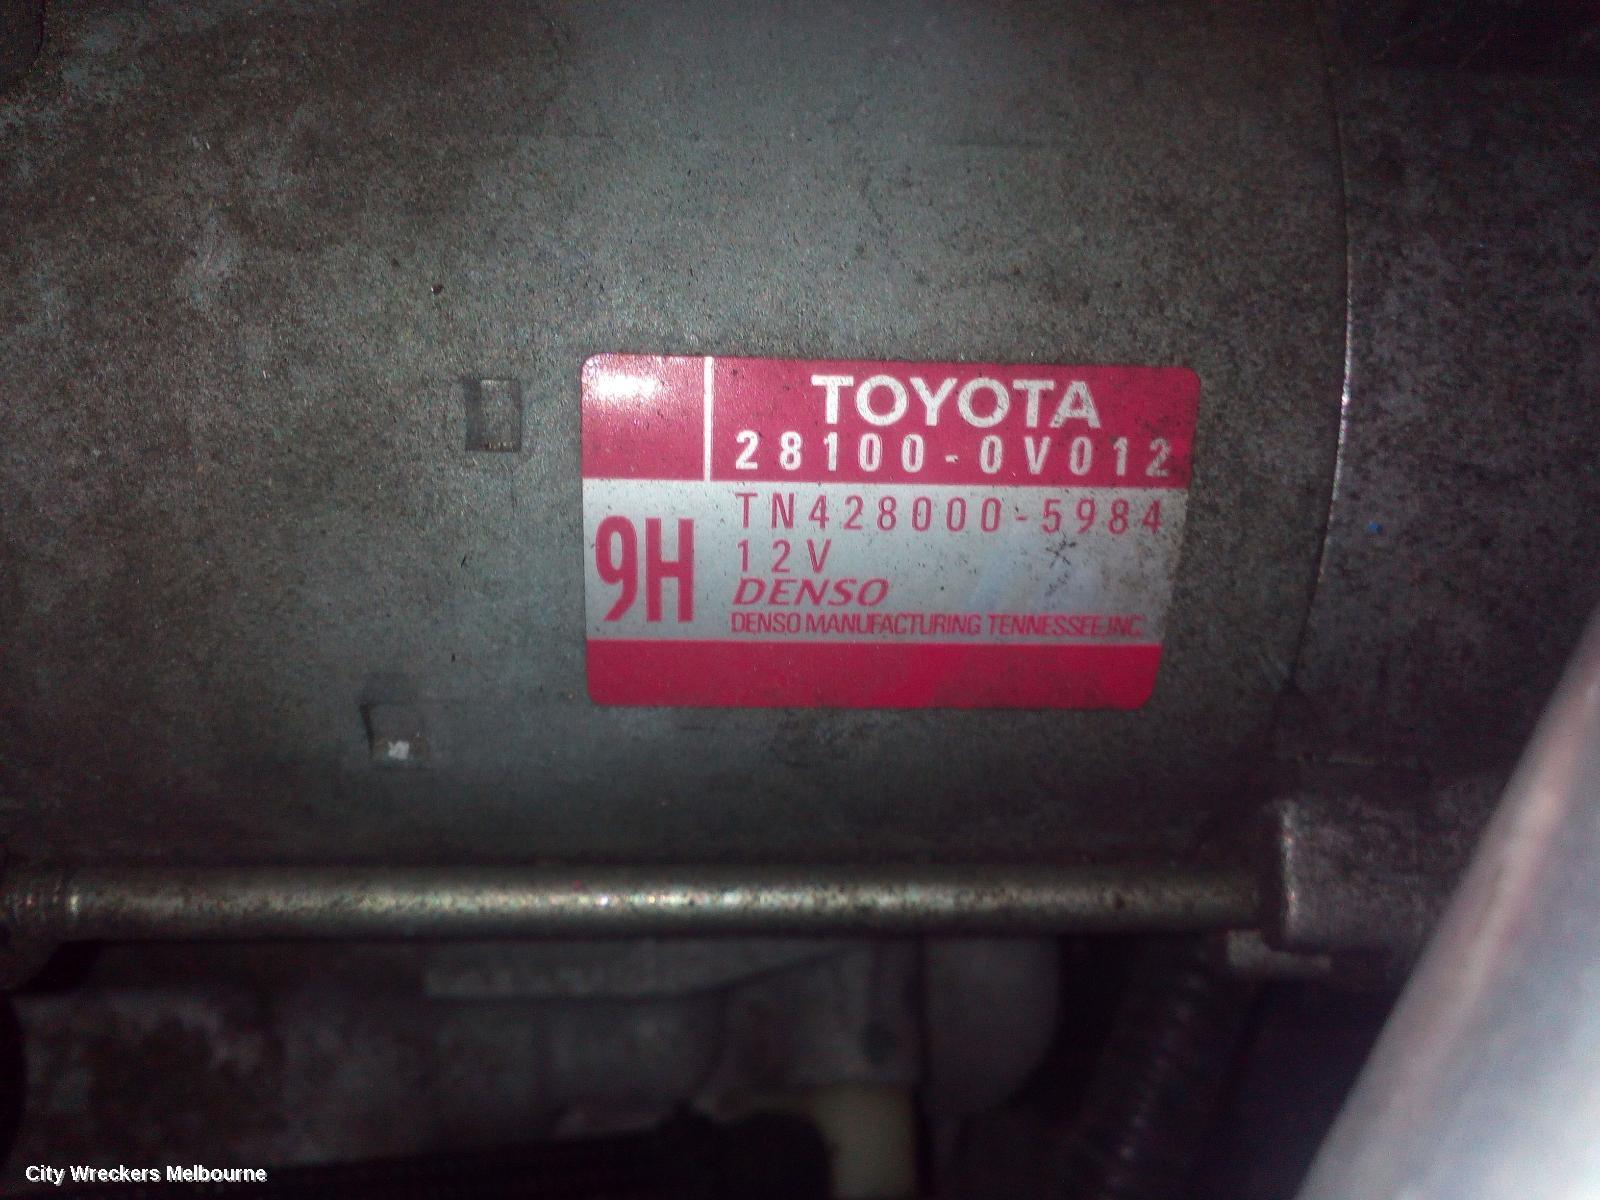 TOYOTA
28100-0V012
TN428000-5984
9H
12V
DENSO
DENSO MANUFACTURING TENNESSEE,INC.
City Wreckers Melbourne